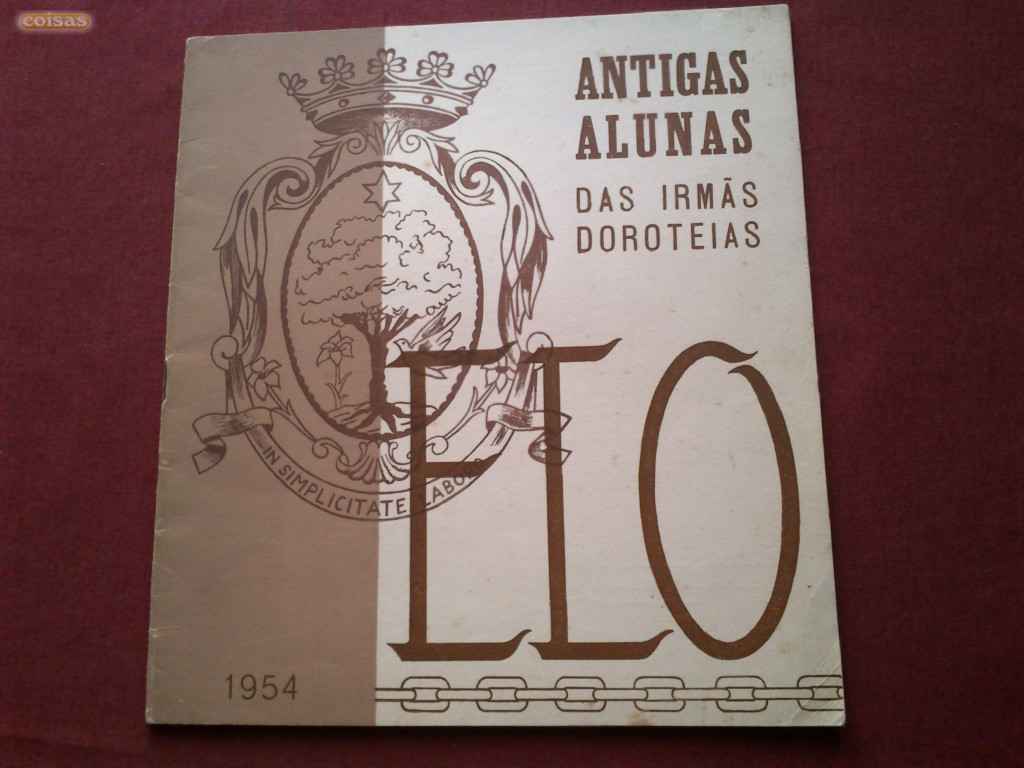 coisas
ANTIGAS
ALUNAS
DAS IRMÃS
DOROTEIAS
IN SIMPLICITATE LABOR
ELO
1954